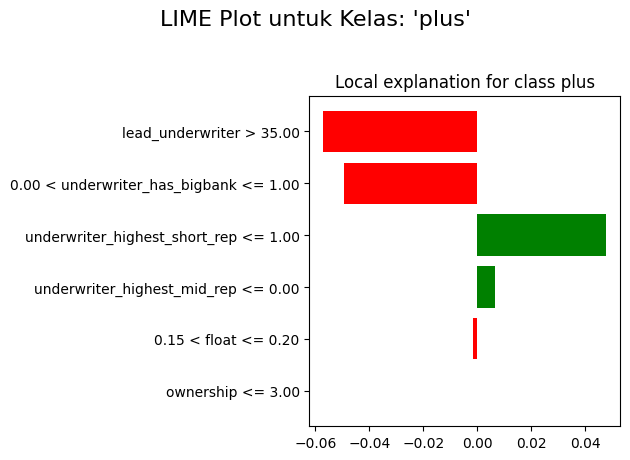 LIME Plot untuk Kelas: 'plus'
Local explanation for class plus
lead_underwriter > 35.00
0.00 < underwriter_has_bigbank <= 1.00
underwriter_highest_short_rep <= 1.00
underwriter_highest_mid_rep <= 0.00
0.15 < float <= 0.20
ownership <= 3.00
−0.06 −0.04 −0.02 0.00 0.02 0.04